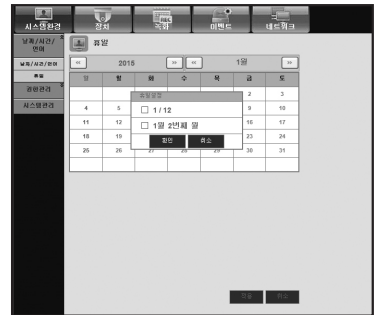 시스템환경 장치 녹화 이벤트 네트워크
날짜/시간/
언어
날짜/시간/언어
휴일
권한관리
시스템관리
휴일
<< 2015 >> << 1월 >>
일 월 화 수 목 금 토
2 3
4 5 9 10
11 12 16 17
18 19 23 24
25 26 27 28 29 30 31
휴일설정
1 / 12
1월 2번째 월
확인 취소
적용 취소